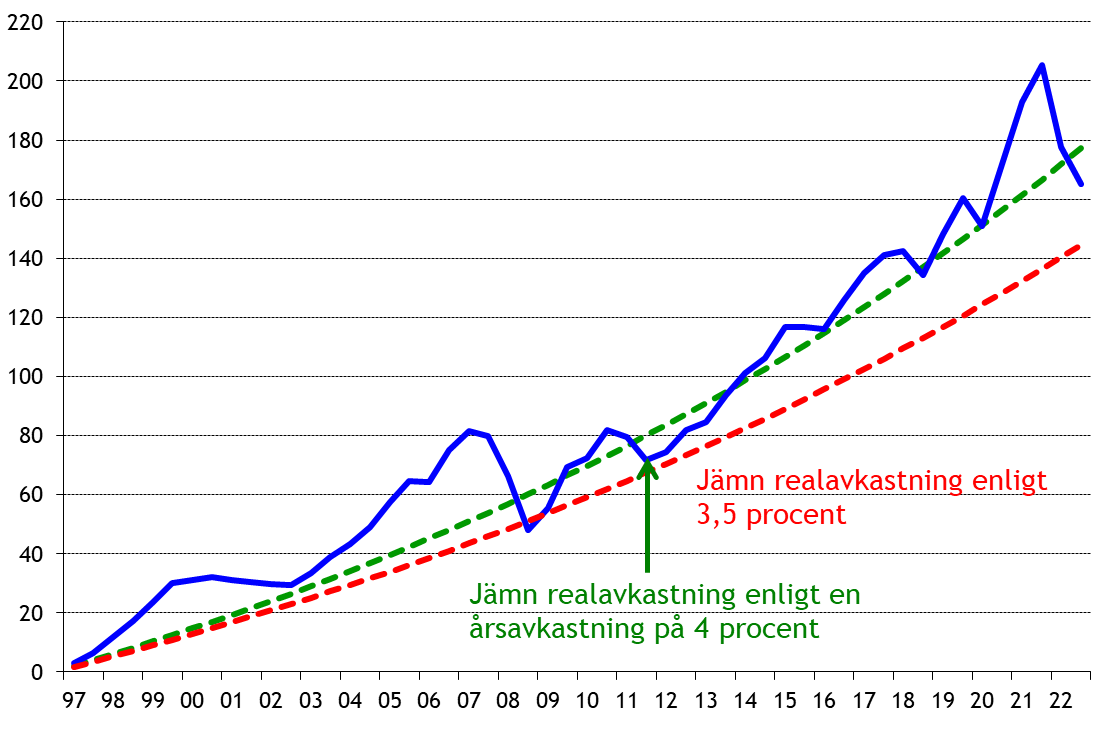 220
200
180
160
140
120
100
80
60
40
20
0
Jämn realavkastning enligt
3,5 procent
Jämn realavkastning enligt en
årsavkastning på 4 procent
97 98 99 00 01 02 03 04 05 06 07 08 09 10 11 12 13 14 15 16 17 18 19 20 21 22